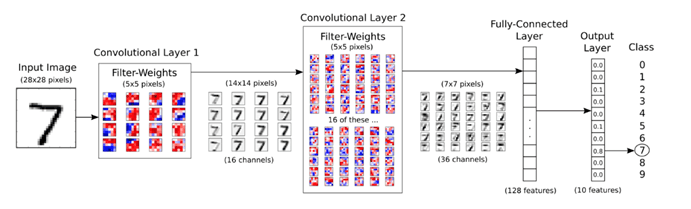 Input Image
(28x28 pixels)
Convolutional Layer 1
Filter-Weights
(5x5 pixels)
(14x14 pixels)
(16 channels)
Convolutional Layer 2
Filter-Weights
(5x5 pixels)
16 of these ...
(7x7 pixels)
(36 channels)
Fully-Connected
Layer
(128 features)
Output
Layer
0.0
0.0
0.1
0.0
0.0
0.1
0.0
0.8
0.0
0.0
(10 features)
Class
0
1
2
3
4
5
6
7
8
9
7